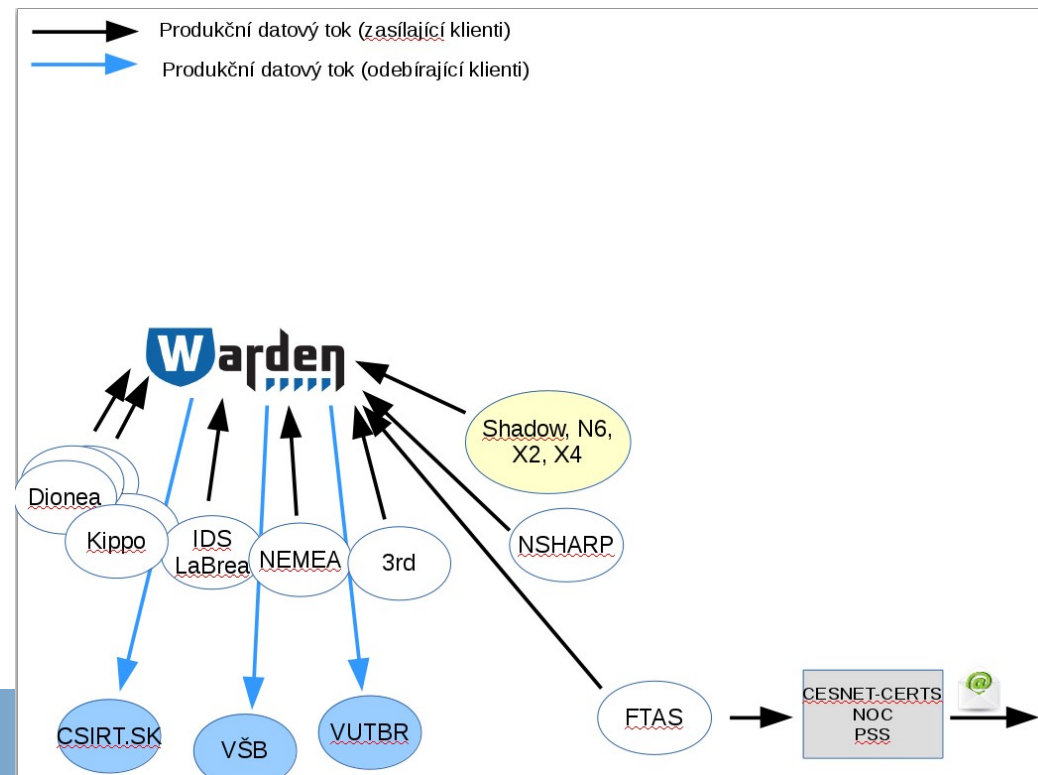 Produkční datový tok (zasílající klienti)
Produkční datový tok (odebírající klienti)
Warden
Shadow, N6,
X2, X4
Dionea
Kippo
IDS
LaBrea
NEMEA
3rd
NSHARP
CSIRT.SK
VŠB
VUTBR
FTAS
CESNET-CERTS
NOC
PSS
@